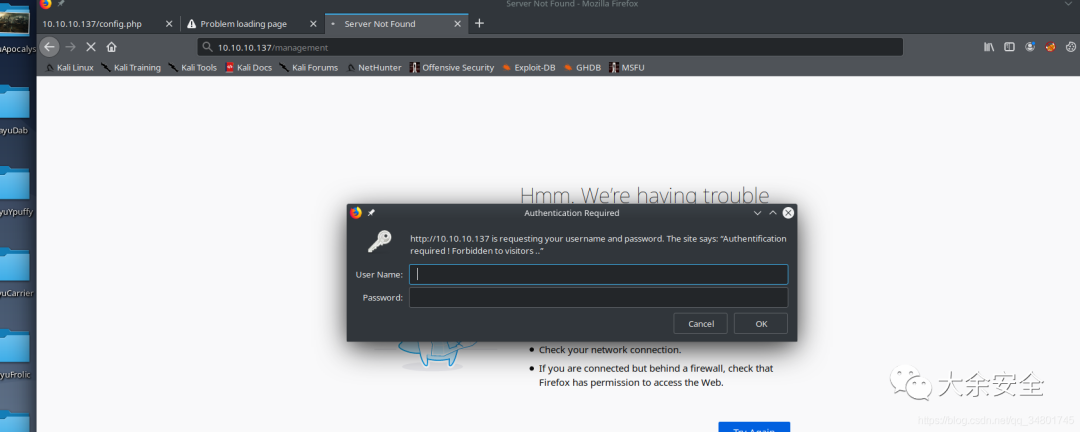 Server Not Found - Mozilla Firefox
10.10.10.137/config.php
Problem loading page
Server Not Found
10.10.10.137/management
Kali Linux
Kali Training
Kali Tools
Kali Docs
Kali Forums
NetHunter
Offensive Security
Exploit-DB
GHDB
MSFU
uApocalys
ayuDab
uYpuffy
yuCarrier
yuFrolic
Hmm. We're having trouble
Authentication Required
http://10.10.10.137 is requesting your username and password. The site says: “Authentification
required ! Forbidden to visitors ..”
User Name:
Password:
Cancel
OK
Check your network connection.
If you are connected but behind a firewall, check that
Firefox has permission to access the Web.
Try Again
大余安全
https://blog.csdn.net/qq_34801745